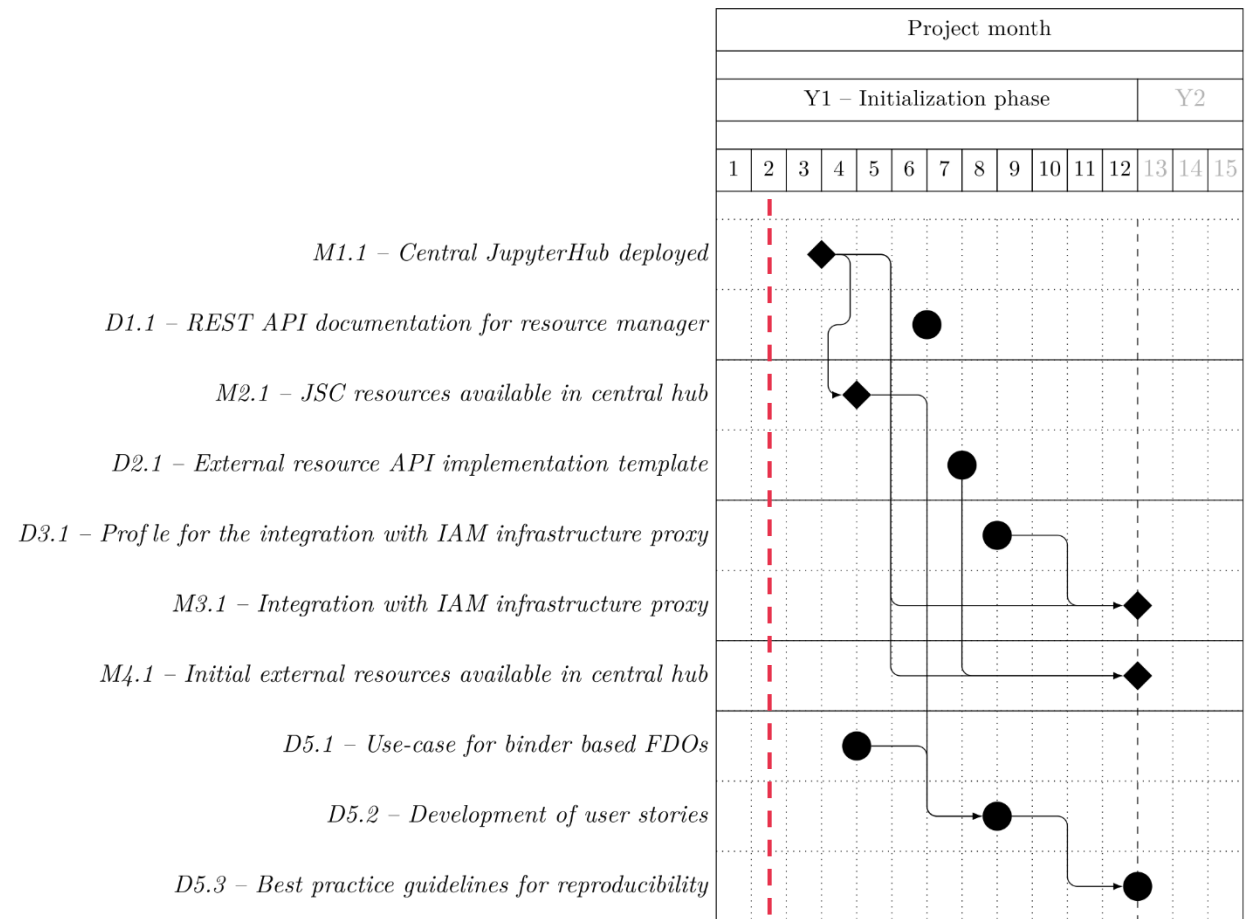 Project month
Y1 – Initialization phase Y2
1 2 3 4 5 6 7 8 9 10 11 12 13 14 15
M1.1 – Central JupyterHub deployed
D1.1 – REST API documentation for resource manager
M2.1 – JSC resources available in central hub
D2.1 – External resource API implementation template
D3.1 – Profle for the integration with IAM infrastructure proxy
M3.1 – Integration with IAM infrastructure proxy
M4.1 – Initial external resources available in central hub
D5.1 – Use-case for binder based FDOs
D5.2 – Development of user stories
D5.3 – Best practice guidelines for reproducibility